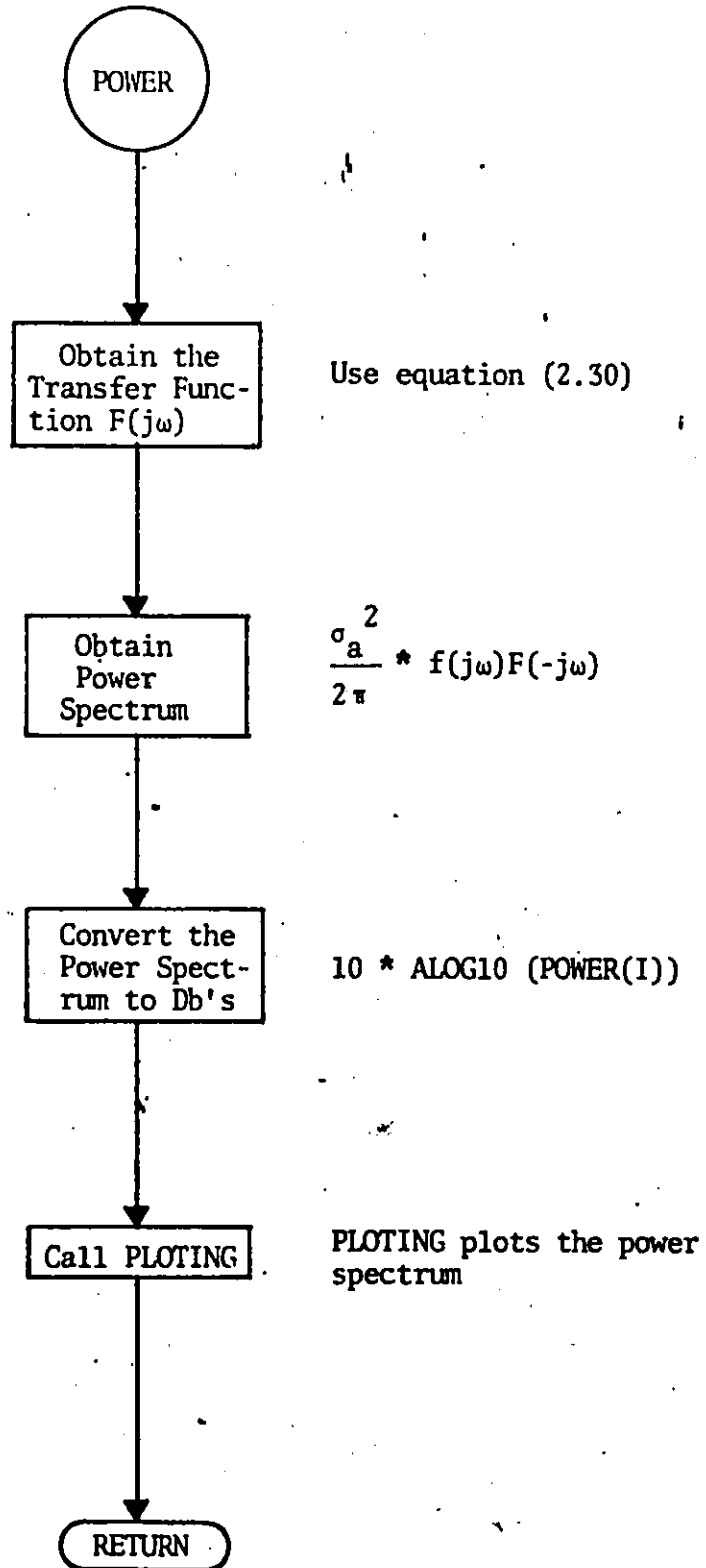 POWER
Obtain the
Transfer Func-
tion F(jω)
Use equation (2.30)
Obtain
Power
Spectrum
σa²
2π
* f(jω)F(-jω)
Convert the
Power Spect-
rum to Db's
10 * ALOG10 (POWER(I))
Call PLOTING
PLOTING plots the power
spectrum
RETURN